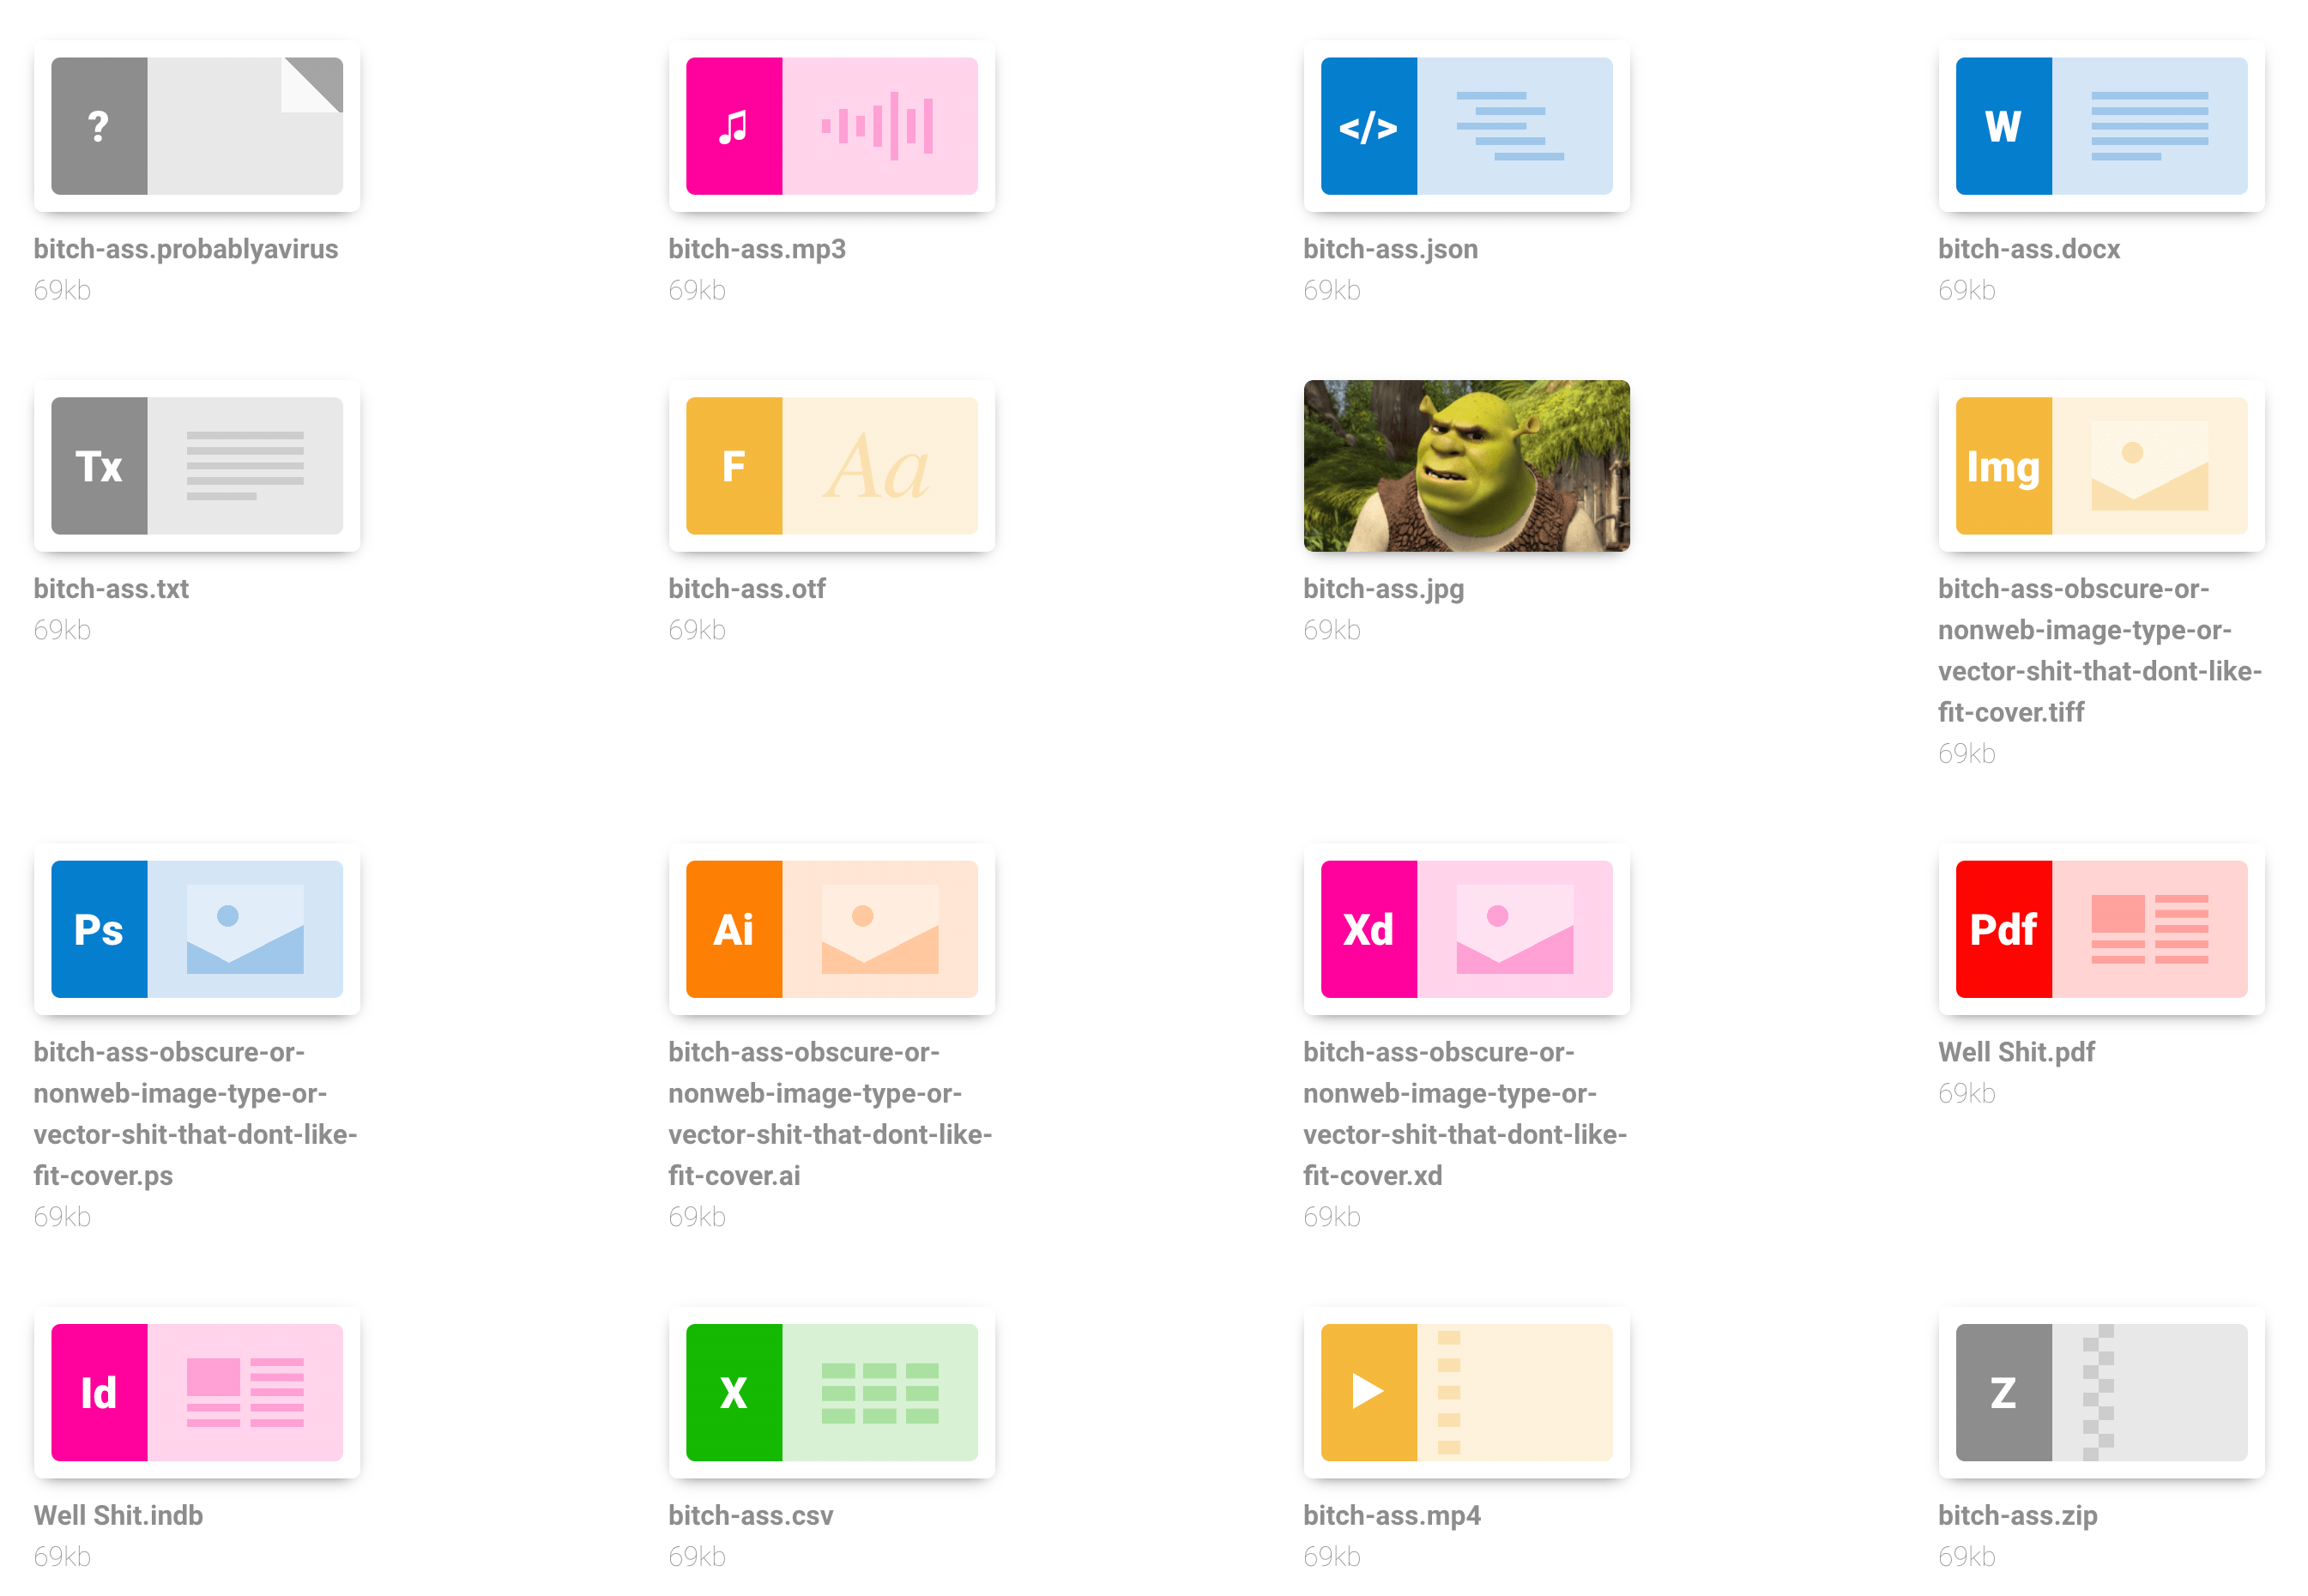 ?
♫
</>
W
bitch-ass.probablyavirus
bitch-ass.mp3
bitch-ass.json
bitch-ass.docx
69kb
69kb
69kb
69kb
Tx
F
Aa
Img
bitch-ass.txt
69kb
bitch-ass.otf
69kb
bitch-ass.jpg
69kb
bitch-ass-obscure-or-
nonweb-image-type-or-
vector-shit-that-dont-like-
fit-cover.tiff
69kb
Ps
Ai
Xd
Pdf
bitch-ass-obscure-or-
nonweb-image-type-or-
vector-shit-that-dont-like-
fit-cover.ps
69kb
bitch-ass-obscure-or-
nonweb-image-type-or-
vector-shit-that-dont-like-
fit-cover.ai
69kb
bitch-ass-obscure-or-
nonweb-image-type-or-
vector-shit-that-dont-like-
fit-cover.xd
69kb
Well Shit.pdf
69kb
Id
X
Z
Well Shit.indb
69kb
bitch-ass.csv
69kb
bitch-ass.mp4
69kb
bitch-ass.zip
69kb